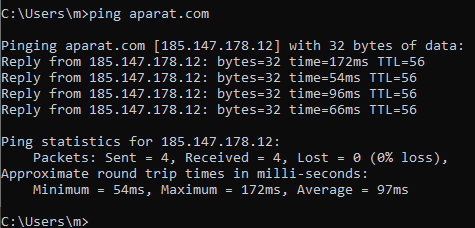 C:\Users\m>ping aparat.com
Pinging aparat.com [185.147.178.12] with 32 bytes of data:
Reply from 185.147.178.12: bytes=32 time=172ms TTL=56
Reply from 185.147.178.12: bytes=32 time=54ms TTL=56
Reply from 185.147.178.12: bytes=32 time=96ms TTL=56
Reply from 185.147.178.12: bytes=32 time=66ms TTL=56
Ping statistics for 185.147.178.12:
    Packets: Sent = 4, Received = 4, Lost = 0 (0% loss),
Approximate round trip times in milli-seconds:
    Minimum = 54ms, Maximum = 172ms, Average = 97ms
C:\Users\m>